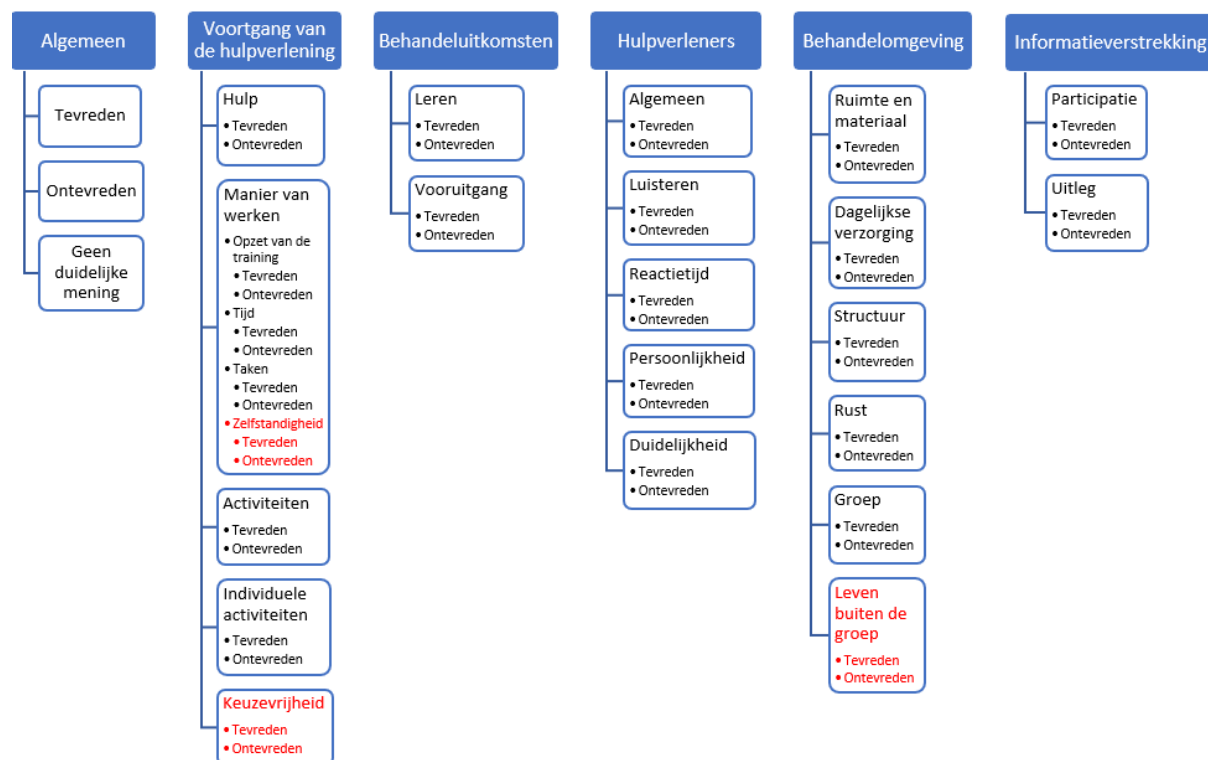 Algemeen
Tevreden
Ontevreden
Geen
duidelijke
mening
Voortgang van
de hulpverlening
Hulp
• Tevreden
• Ontevreden
Manier van
werken
• Opzet van de
training
• Tevreden
• Ontevreden
• Tijd
• Tevreden
• Ontevreden
• Taken
• Tevreden
• Ontevreden
• Zelfstandigheid
• Tevreden
• Ontevreden
Activiteiten
• Tevreden
• Ontevreden
Individuele
activiteiten
• Tevreden
• Ontevreden
Keuzevrijheid
• Tevreden
• Ontevreden
Behandeluitkomsten
Leren
• Tevreden
• Ontevreden
Vooruitgang
• Tevreden
• Ontevreden
Hulpverleners
Algemeen
• Tevreden
• Ontevreden
Luisteren
• Tevreden
• Ontevreden
Reactietijd
• Tevreden
• Ontevreden
Persoonlijkheid
• Tevreden
• Ontevreden
Duidelijkheid
• Tevreden
• Ontevreden
Behandelomgeving
Ruimte en
materiaal
• Tevreden
• Ontevreden
Dagelijkse
verzorging
• Tevreden
• Ontevreden
Structuur
• Tevreden
• Ontevreden
Rust
• Tevreden
• Ontevreden
Groep
• Tevreden
• Ontevreden
Leven
buiten de
groep
• Tevreden
• Ontevreden
Informatieverstrekking
Participatie
• Tevreden
• Ontevreden
Uitleg
• Tevreden
• Ontevreden